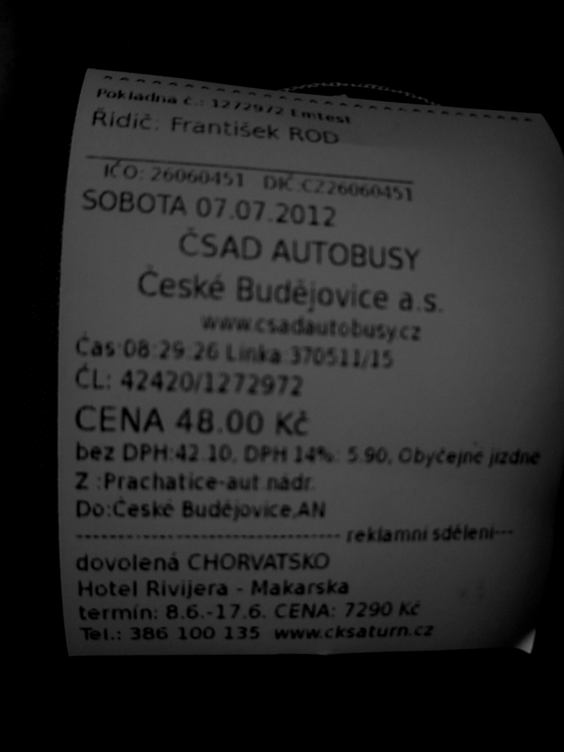 Pokladna č.: 1272972 Emtest
Řidič: František ROD
IČO: 26060451 DIČ:CZ26060451
SOBOTA 07.07.2012
ČSAD AUTOBUSY
České Budějovice a.s.
www.csadautobusy.cz
Čas:08:29:26 Linka:370511/15
ČL: 42420/1272972
CENA 48.00 Kč
bez DPH:42.10, DPH 14%: 5.90, Obyčejné jízdné
Z :Prachatice-aut.nádr.
Do:České Budějovice,AN
-------------------------------- reklamní sdělení---
dovolená CHORVATSKO
Hotel Rivijera - Makarska
termín: 8.6.-17.6. CENA: 7290 Kč
Tel.: 386 100 135 www.cksaturn.cz